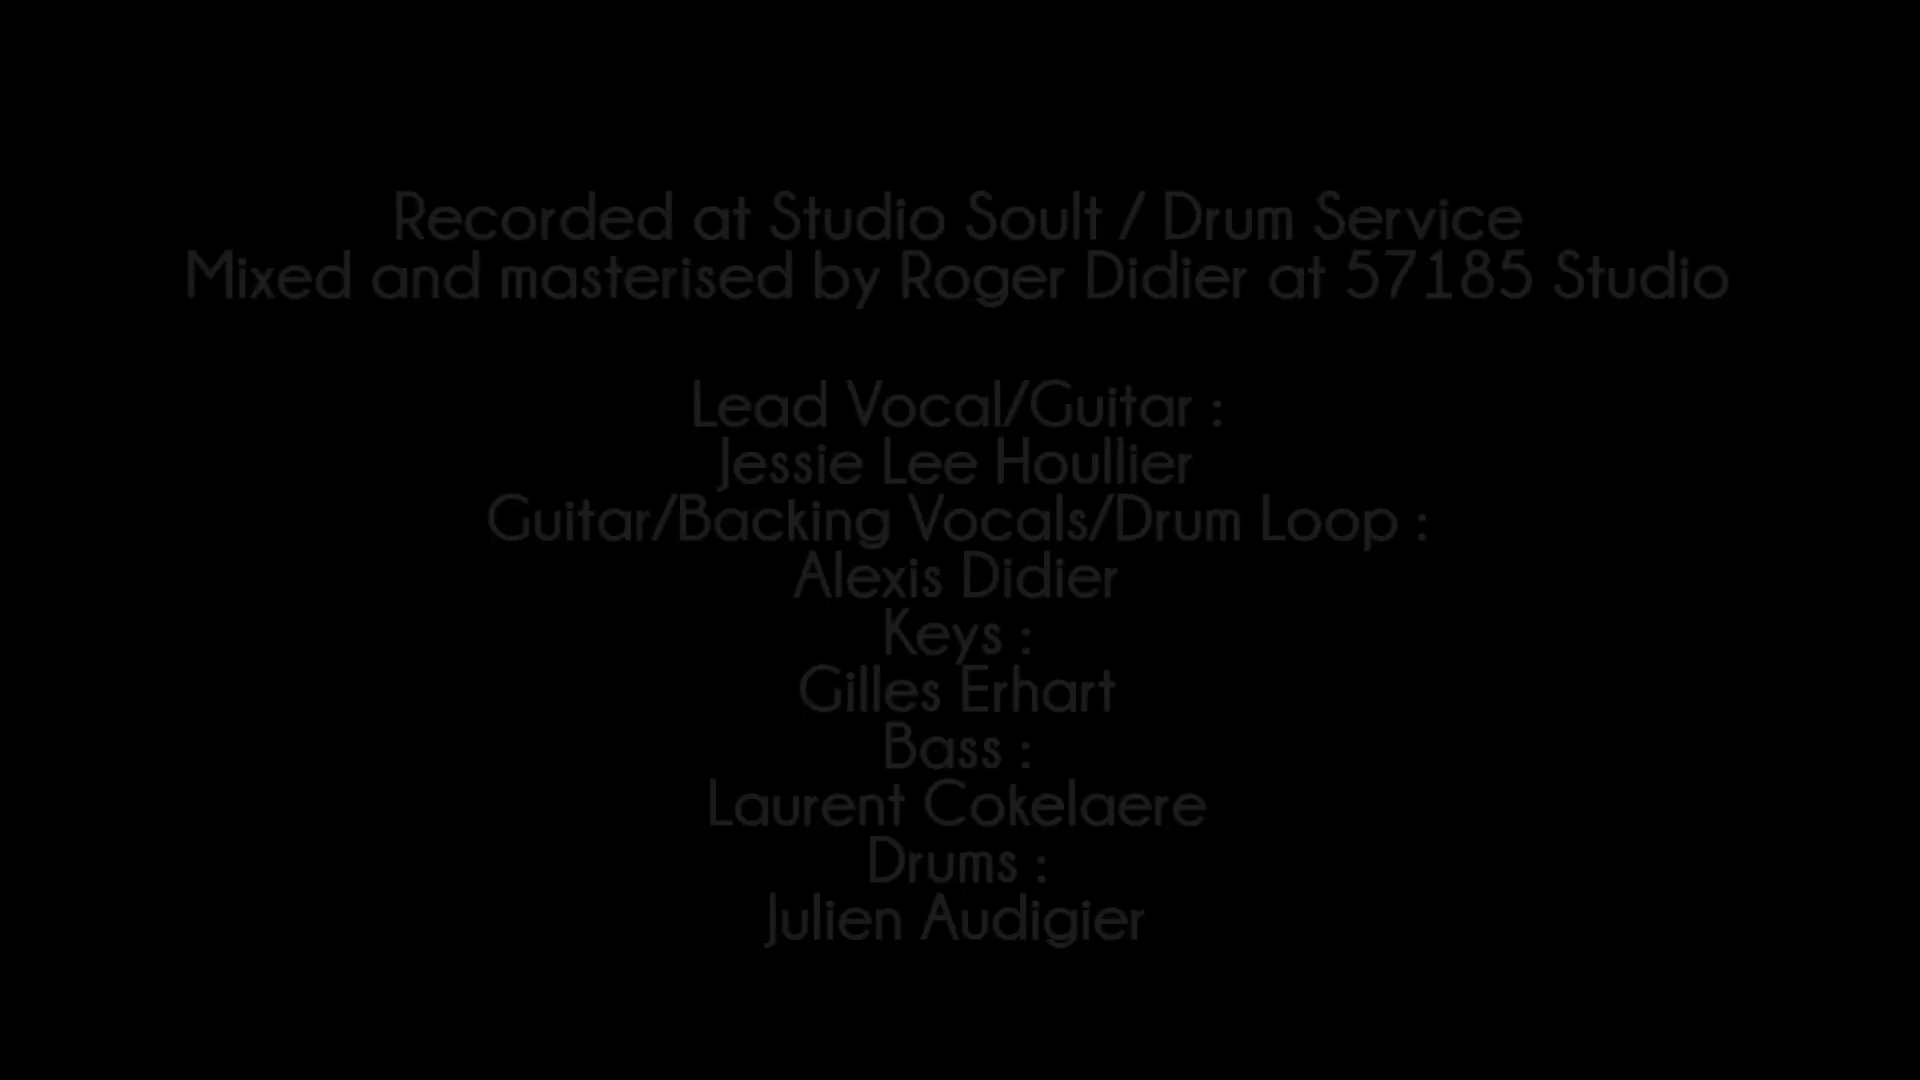 Recorded at Studio Soult / Drum Service
Mixed and masterised by Roger Didier at 57185 Studio
Lead Vocal/Guitar :
Jessie Lee Houllier
Guitar/Backing Vocals/Drum Loop :
Alexis Didier
Keys :
Gilles Erhart
Bass :
Laurent Cokelaere
Drums :
Julien Audigier